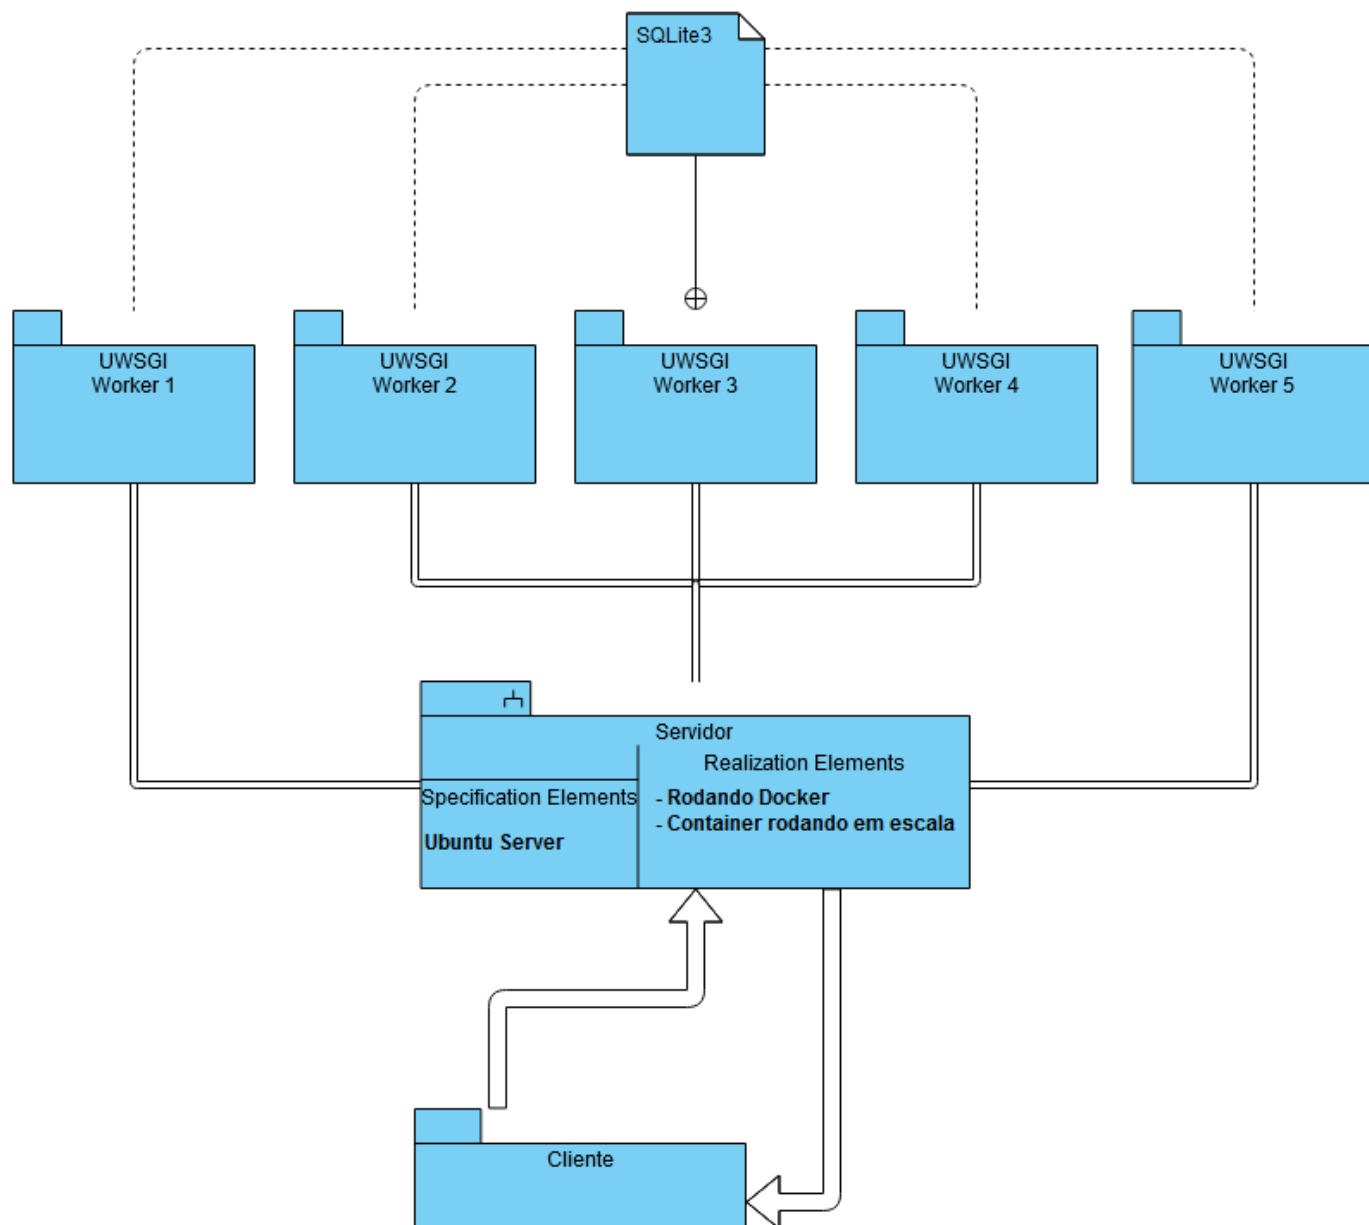 SQLite3
UWSGI
Worker 1
UWSGI
Worker 2
UWSGI
Worker 3
UWSGI
Worker 4
UWSGI
Worker 5
Servidor
Specification Elements
Ubuntu Server
Realization Elements
- Rodando Docker
- Container rodando em escala
Cliente